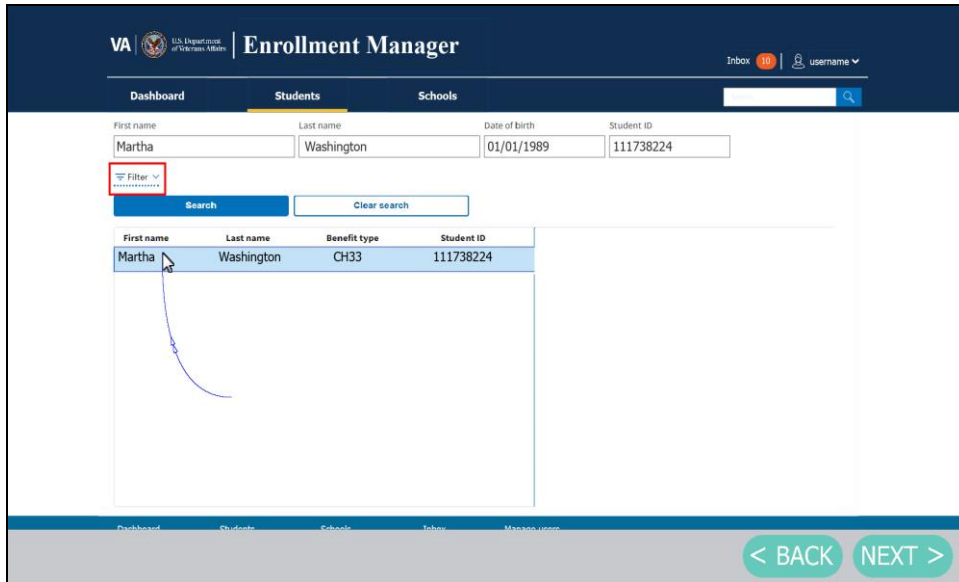 VA | U.S. Department of Veterans Affairs | Enrollment Manager
Inbox 10 | username
Dashboard Students Schools
First name Last name Date of birth Student ID
Martha Washington 01/01/1989 111738224
Filter
Search Clear search
First name Last name Benefit type Student ID
Martha Washington CH33 111738224
Dashboard Students Schools Inbox Manage users
< BACK NEXT >